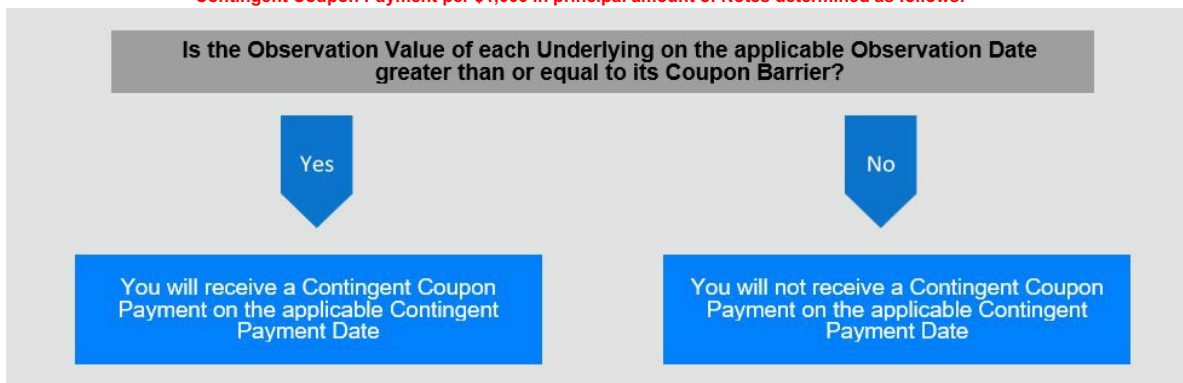 Contingent Coupon Payment per $1,000 in principal amount of Notes determined as follows:
Is the Observation Value of each Underlying on the applicable Observation Date
greater than or equal to its Coupon Barrier?
Yes
No
You will receive a Contingent Coupon
Payment on the applicable Contingent
Payment Date
You will not receive a Contingent Coupon
Payment on the applicable Contingent
Payment Date